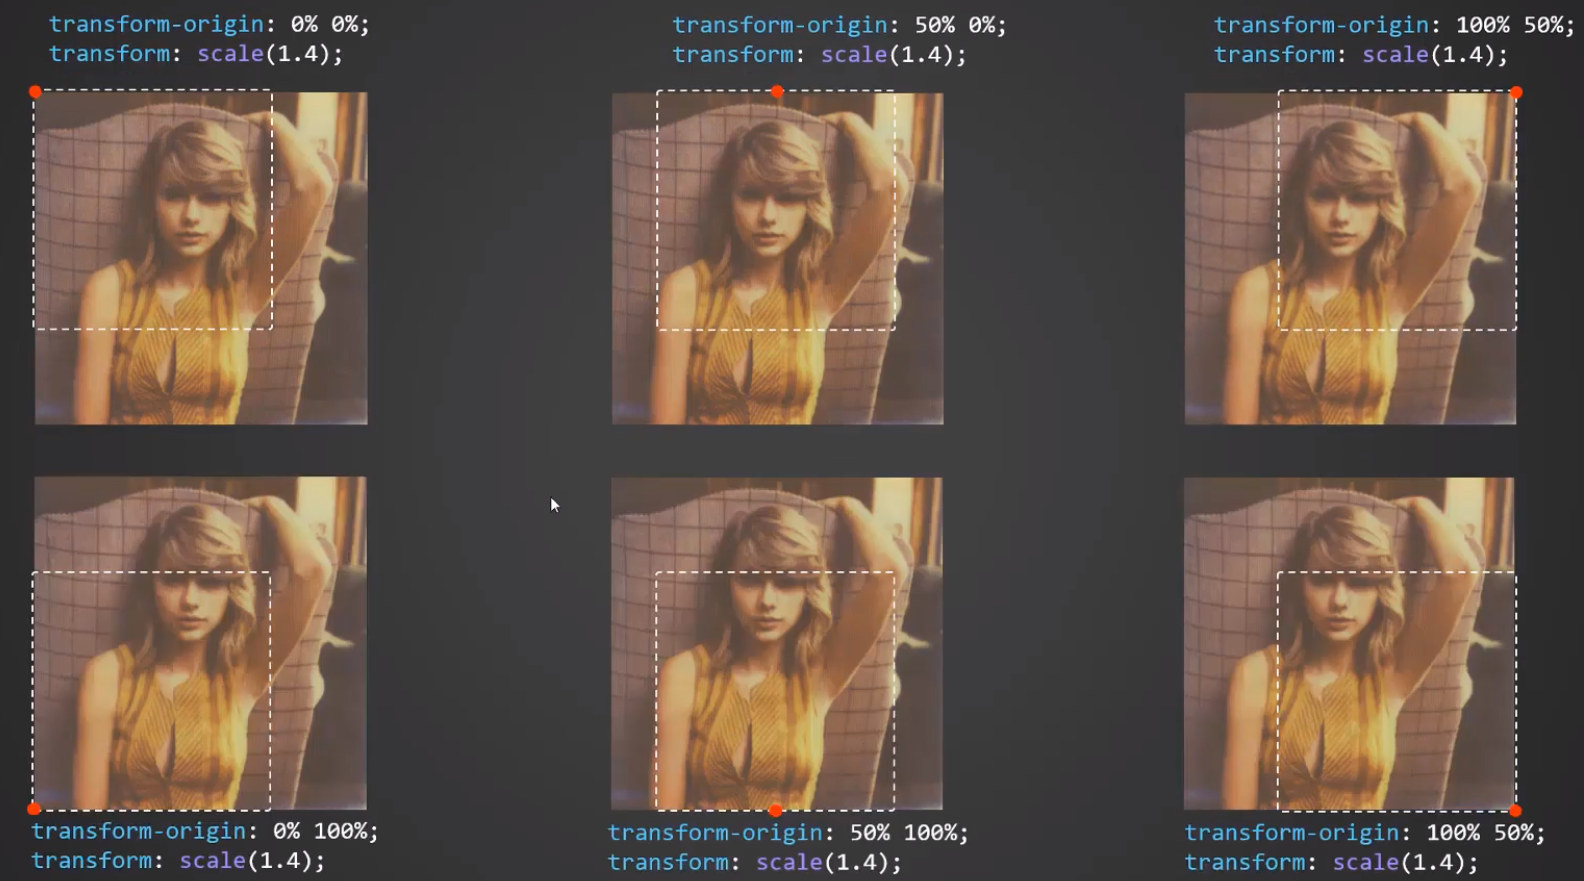 transform-origin: 0% 0%;
transform: scale(1.4);
transform-origin: 50% 0%;
transform: scale(1.4);
transform-origin: 100% 50%;
transform: scale(1.4);
transform-origin: 0% 100%;
transform: scale(1.4);
transform-origin: 50% 100%;
transform: scale(1.4);
transform-origin: 100% 50%;
transform: scale(1.4);